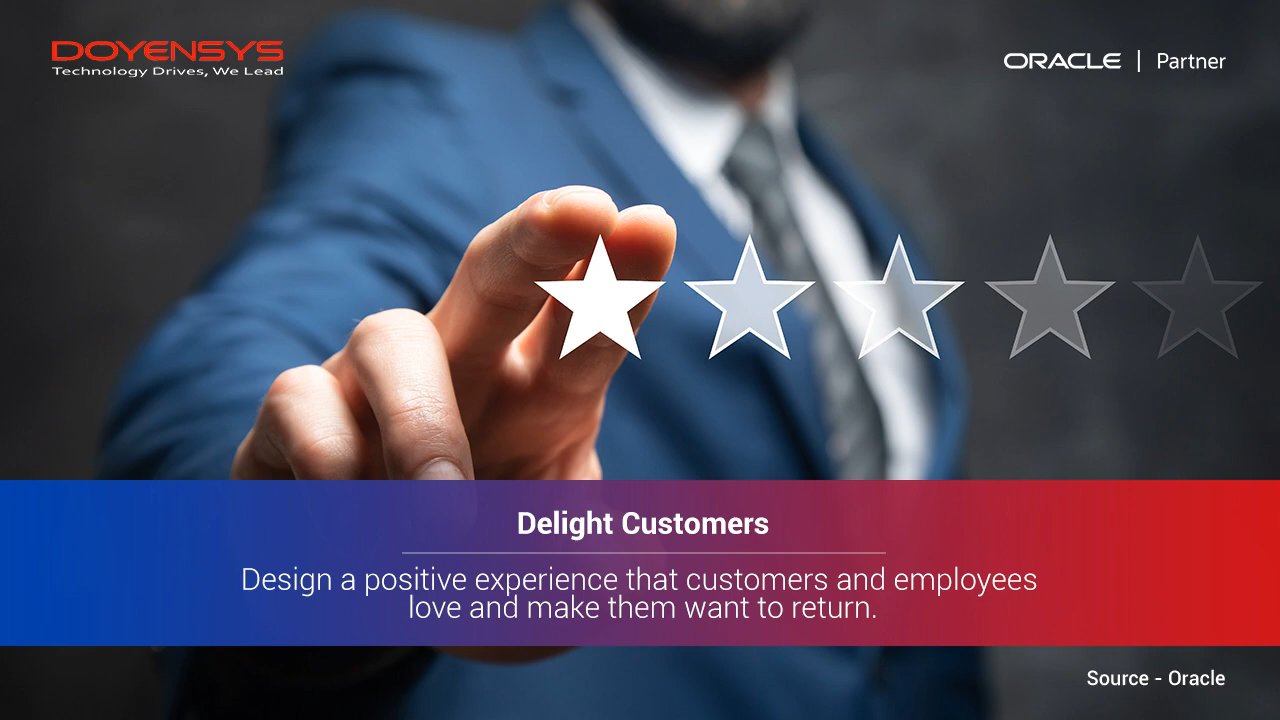 DOYENSYS
Technology Drives, We Lead
ORACLE | Partner
Delight Customers
Design a positive experience that customers and employees
love and make them want to return.
Source - Oracle